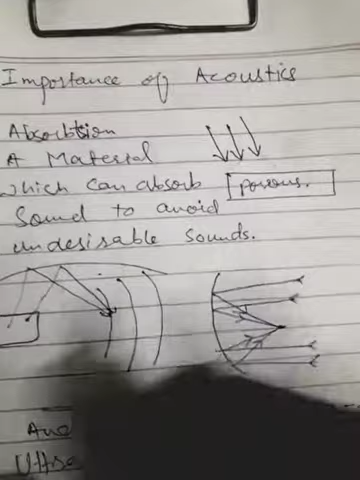 Importance of Acoustics
Absorbtion
A Material
which can absorb
porous.
Sound to avoid
undesirable sounds.